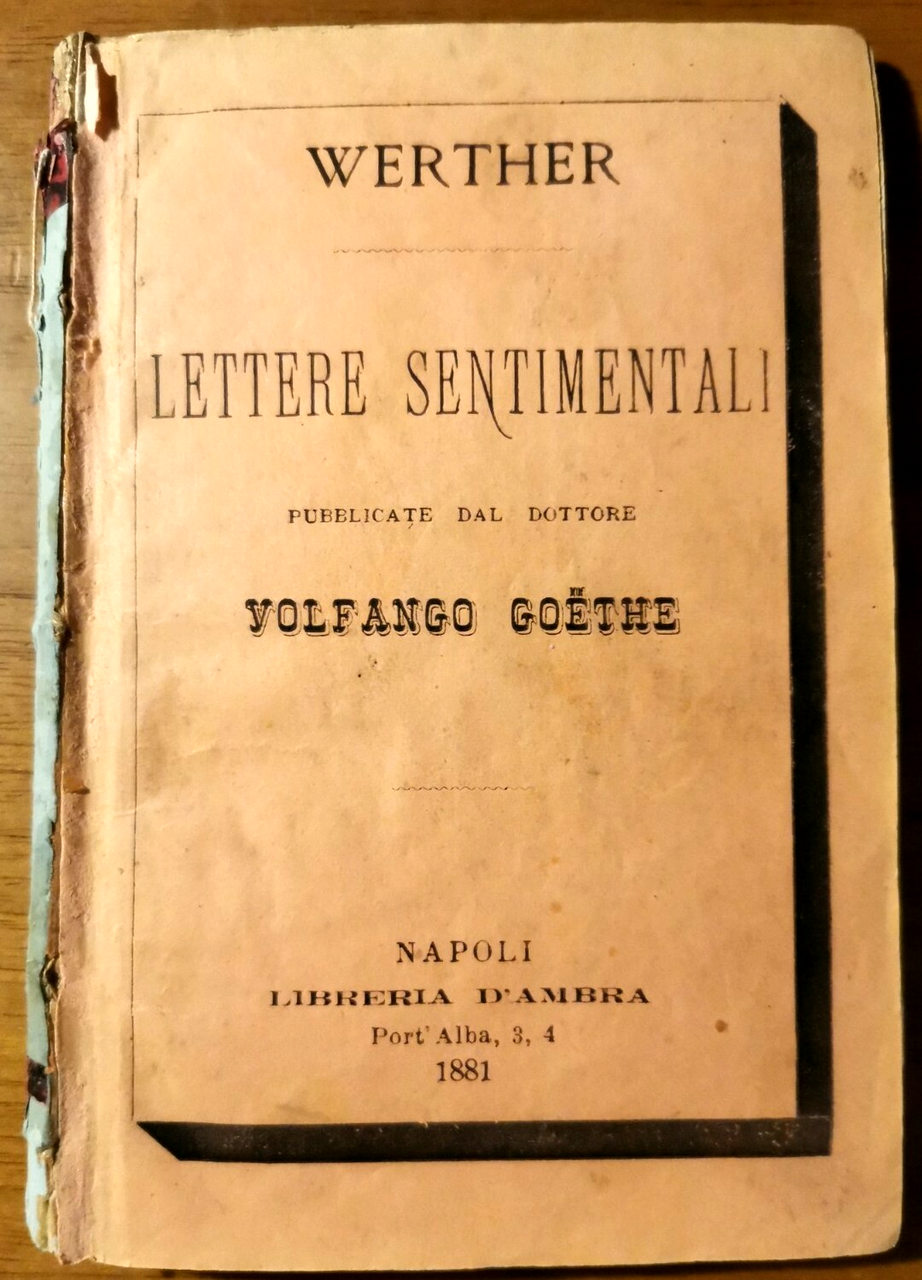 WERTHER
LETTERE SENTIMENTALI
PUBBLICATE DAL DOTTORE
VOLFANGO GOËTHE
NAPOLI
LIBRERIA D'AMBRA
Port' Alba, 3, 4
1881